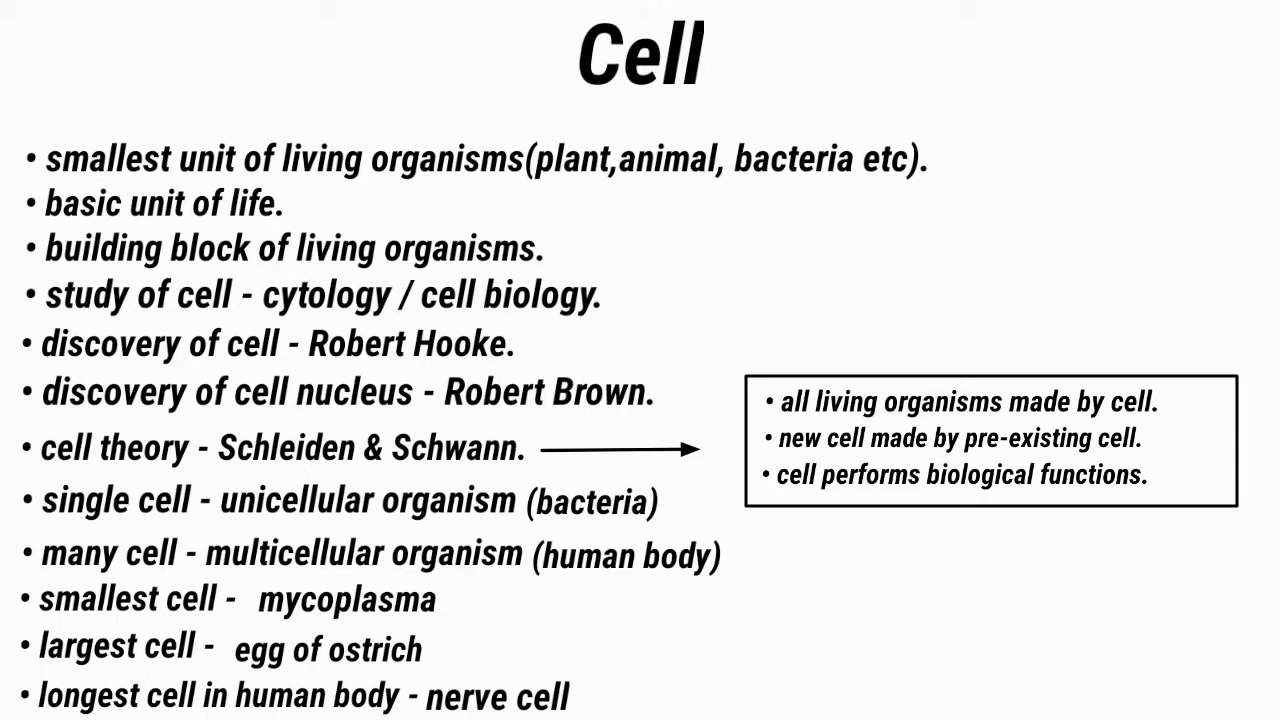 Cell
• smallest unit of living organisms(plant,animal, bacteria etc).
• basic unit of life.
• building block of living organisms.
• study of cell - cytology / cell biology.
• discovery of cell - Robert Hooke.
• discovery of cell nucleus - Robert Brown.
• cell theory - Schleiden & Schwann.
• all living organisms made by cell.
• new cell made by pre-existing cell.
• cell performs biological functions.
• single cell - unicellular organism (bacteria)
• many cell - multicellular organism (human body)
• smallest cell - mycoplasma
• largest cell - egg of ostrich
• longest cell in human body - nerve cell